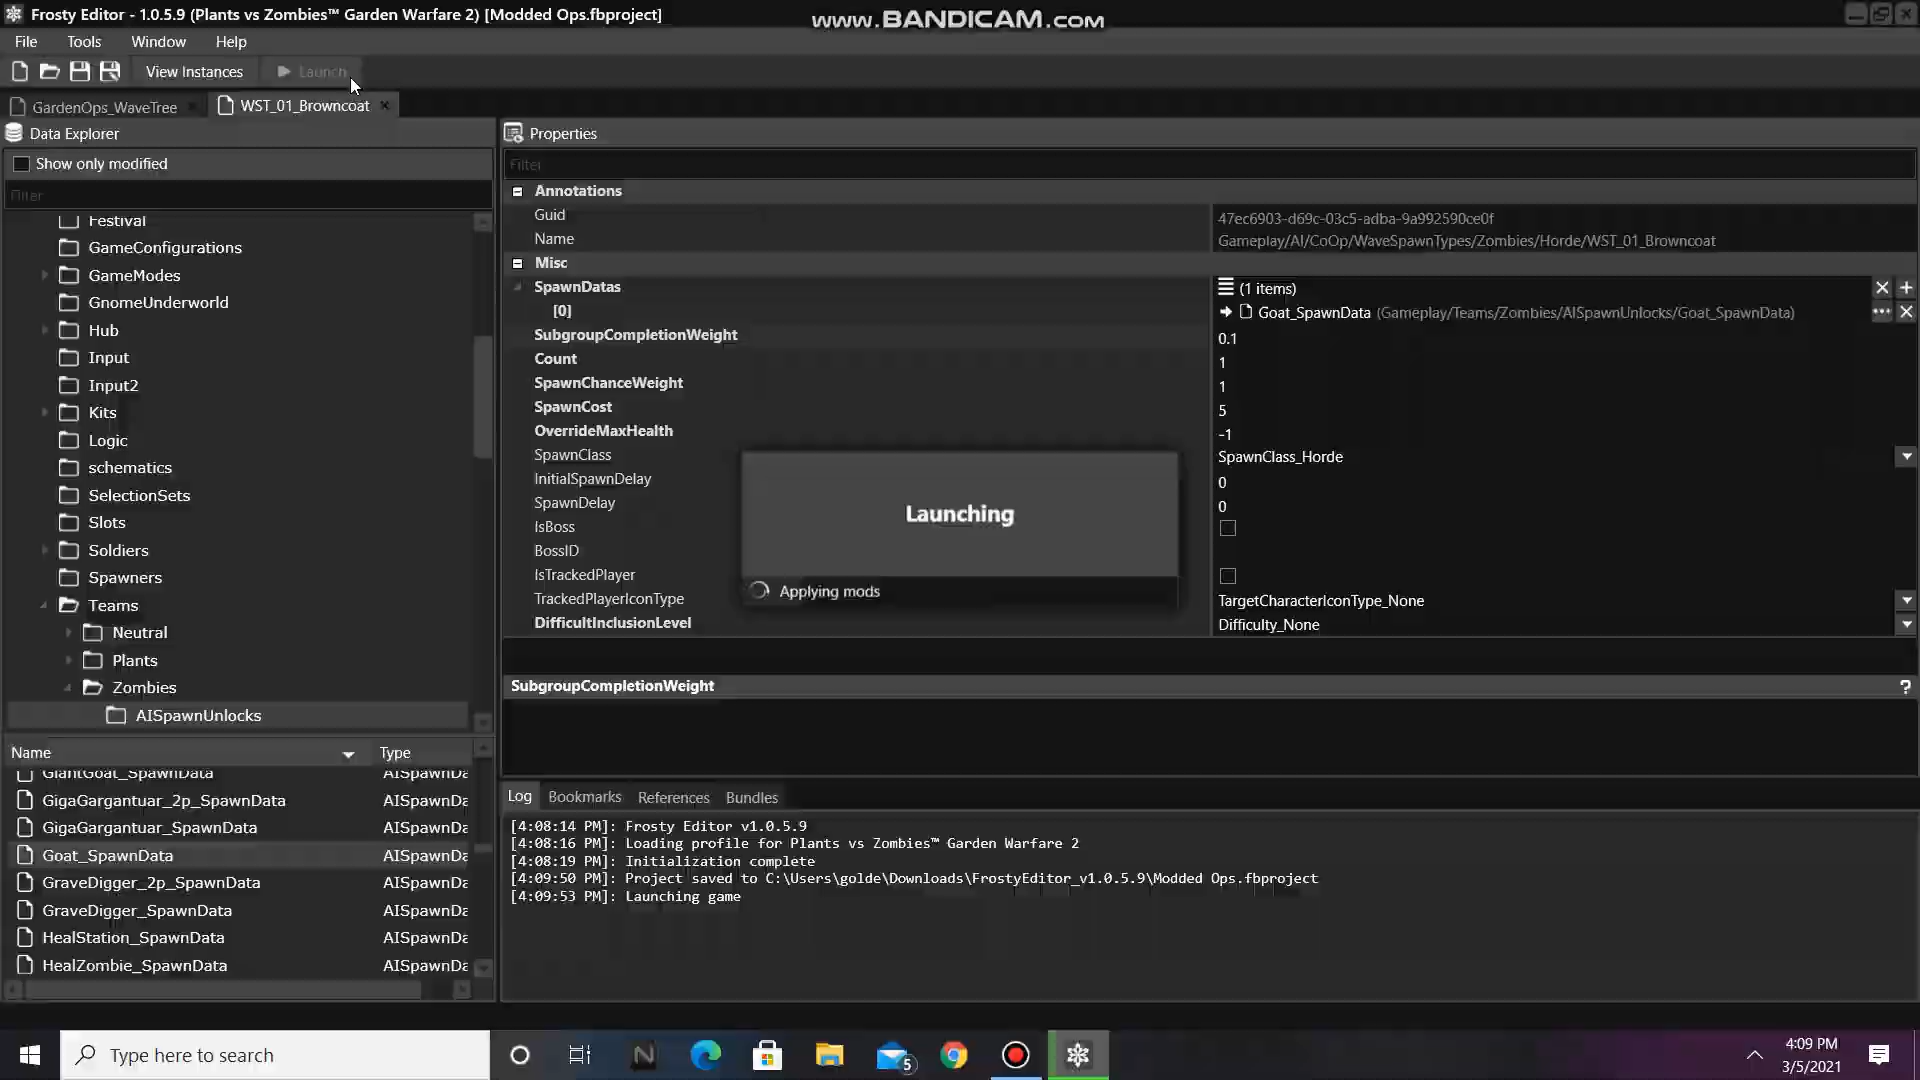 Frosty Editor - 1.0.5.9 (Plants vs Zombies™ Garden Warfare 2) [Modded Ops.fbproject]
www.BANDICAM.com
File Tools Window Help
View Instances Launch
GardenOps_WaveTree WST_01_Browncoat
Data Explorer
Show only modified
Filter
Festival
GameConfigurations
GameModes
GnomeUnderworld
Hub
Input
Input2
Kits
Logic
schematics
SelectionSets
Slots
Soldiers
Spawners
Teams
Neutral
Plants
Zombies
AISpawnUnlocks
Name Type
GiantGoat_SpawnData AISpawnDa
GigaGargantuar_2p_SpawnData AISpawnDa
GigaGargantuar_SpawnData AISpawnDa
Goat_SpawnData AISpawnDa
GraveDigger_2p_SpawnData AISpawnDa
GraveDigger_SpawnData AISpawnDa
HealStation_SpawnData AISpawnDa
HealZombie_SpawnData AISpawnDa
Properties
Filter
Annotations
Guid 47ec6903-d69c-03c5-adba-9a992590ce0f
Name Gameplay/AI/CoOp/WaveSpawnTypes/Zombies/Horde/WST_01_Browncoat
Misc
SpawnDatas (1 items)
[0] Goat_SpawnData (Gameplay/Teams/Zombies/AISpawnUnlocks/Goat_SpawnData)
SubgroupCompletionWeight 0.1
Count 1
SpawnChanceWeight 1
SpawnCost 5
OverrideMaxHealth -1
SpawnClass SpawnClass_Horde
InitialSpawnDelay 0
SpawnDelay 0
IsBoss
BossID
IsTrackedPlayer
TrackedPlayerIconType TargetCharacterIconType_None
DifficultInclusionLevel Difficulty_None
Launching
Applying mods
SubgroupCompletionWeight ?
Log Bookmarks References Bundles
[4:08:14 PM]: Frosty Editor v1.0.5.9
[4:08:16 PM]: Loading profile for Plants vs Zombies™ Garden Warfare 2
[4:08:19 PM]: Initialization complete
[4:09:50 PM]: Project saved to C:\Users\golde\Downloads\FrostyEditor_v1.0.5.9\Modded Ops.fbproject
[4:09:53 PM]: Launching game
Type here to search
5
4:09 PM
3/5/2021